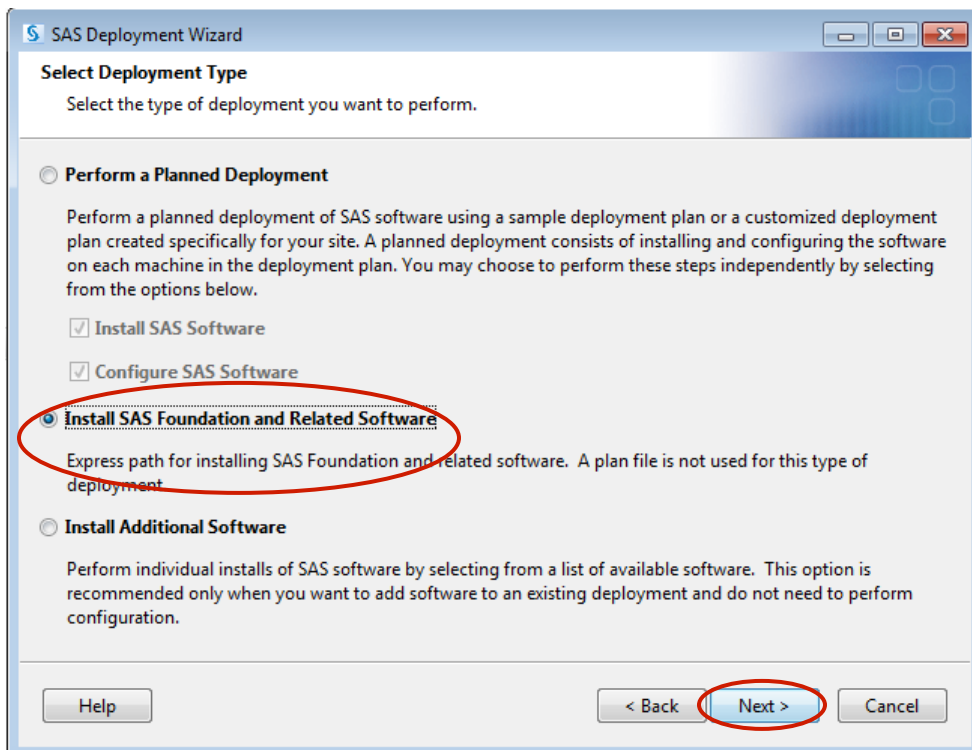 SAS Deployment Wizard
Select Deployment Type
Select the type of deployment you want to perform.
Perform a Planned Deployment
Perform a planned deployment of SAS software using a sample deployment plan or a customized deployment
plan created specifically for your site. A planned deployment consists of installing and configuring the software
on each machine in the deployment plan. You may choose to perform these steps independently by selecting
from the options below.
Install SAS Software
Configure SAS Software
Install SAS Foundation and Related Software
Express path for installing SAS Foundation and related software. A plan file is not used for this type of
deployment.
Install Additional Software
Perform individual installs of SAS software by selecting from a list of available software. This option is
recommended only when you want to add software to an existing deployment and do not need to perform
configuration.
Help
< Back
Next >
Cancel